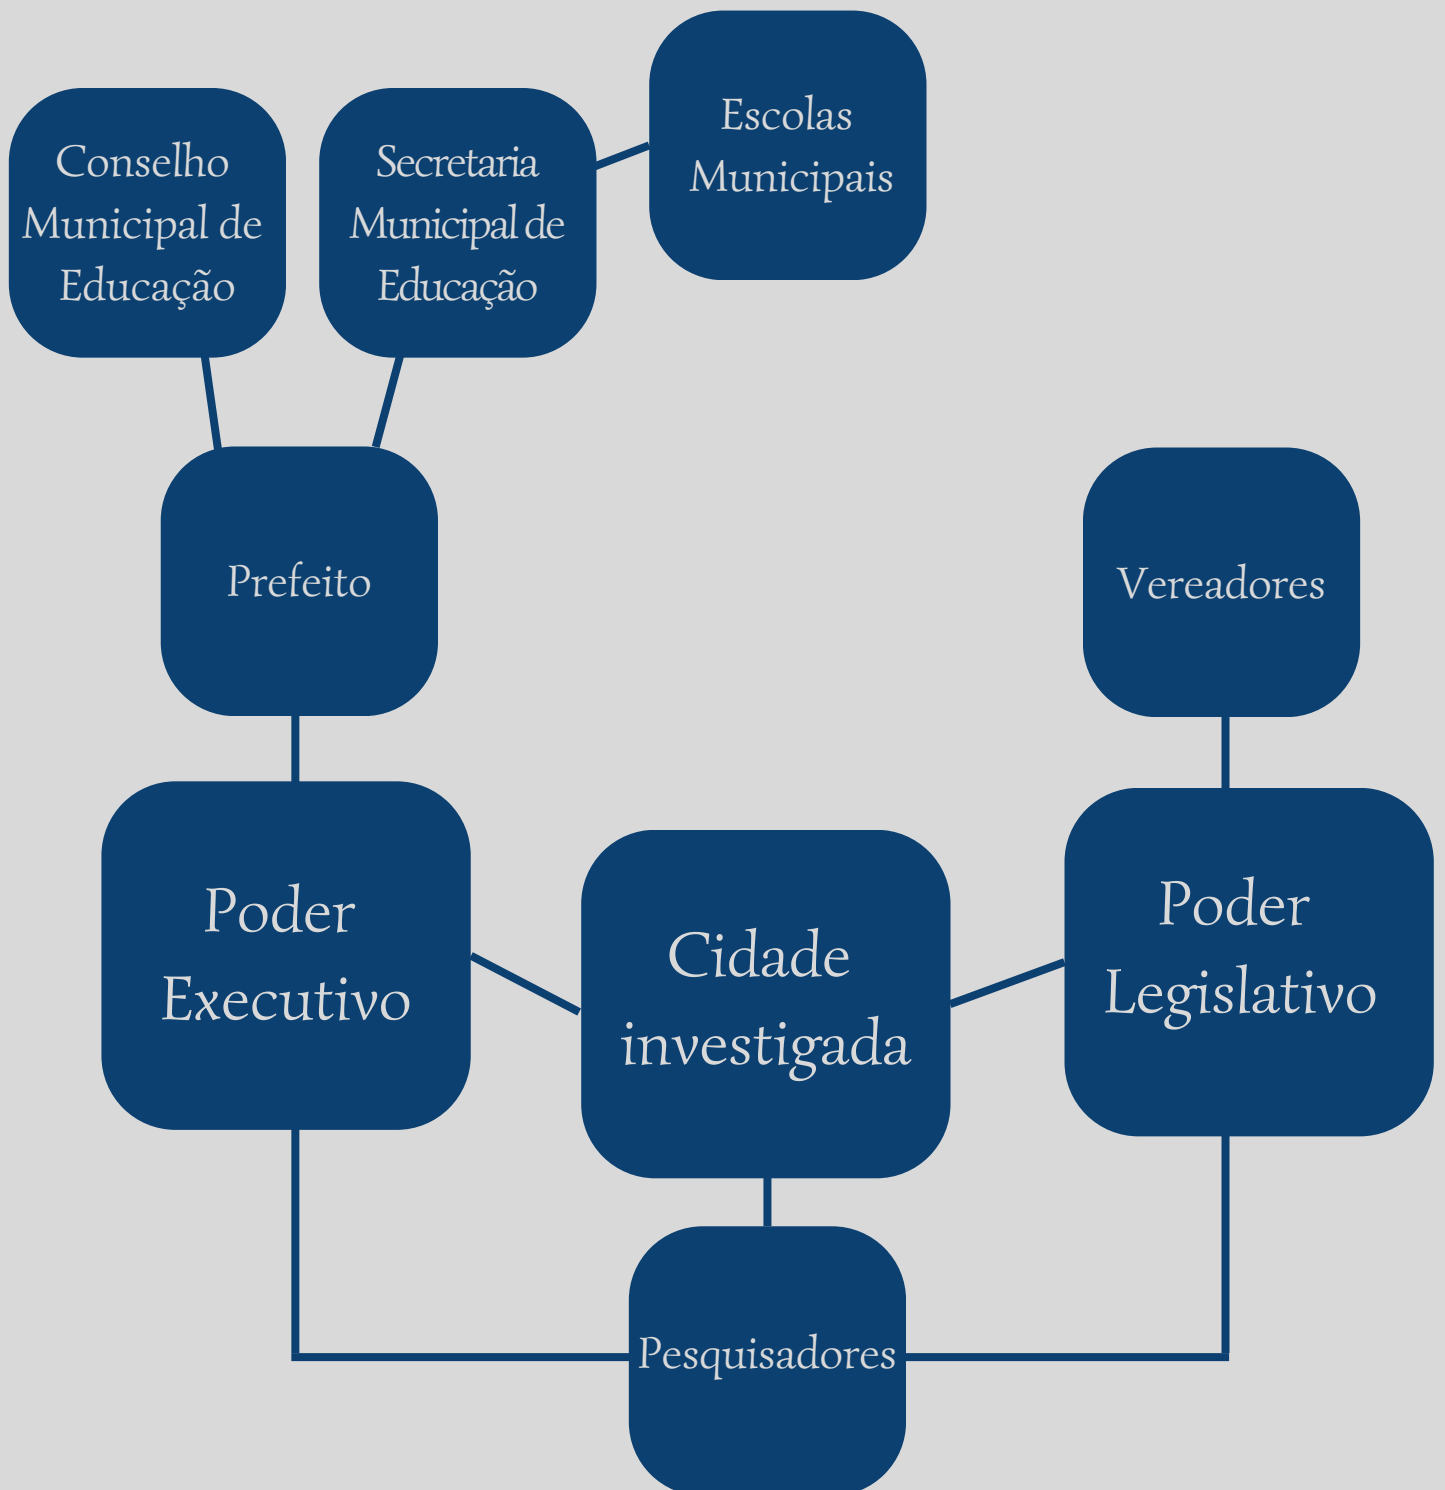 Escolas
Municipais
Conselho
Municipal de
Educação
Secretaria
Municipal de
Educação
Prefeito
Vereadores
Poder
Executivo
Cidade
investigada
Poder
Legislativo
Pesquisadores